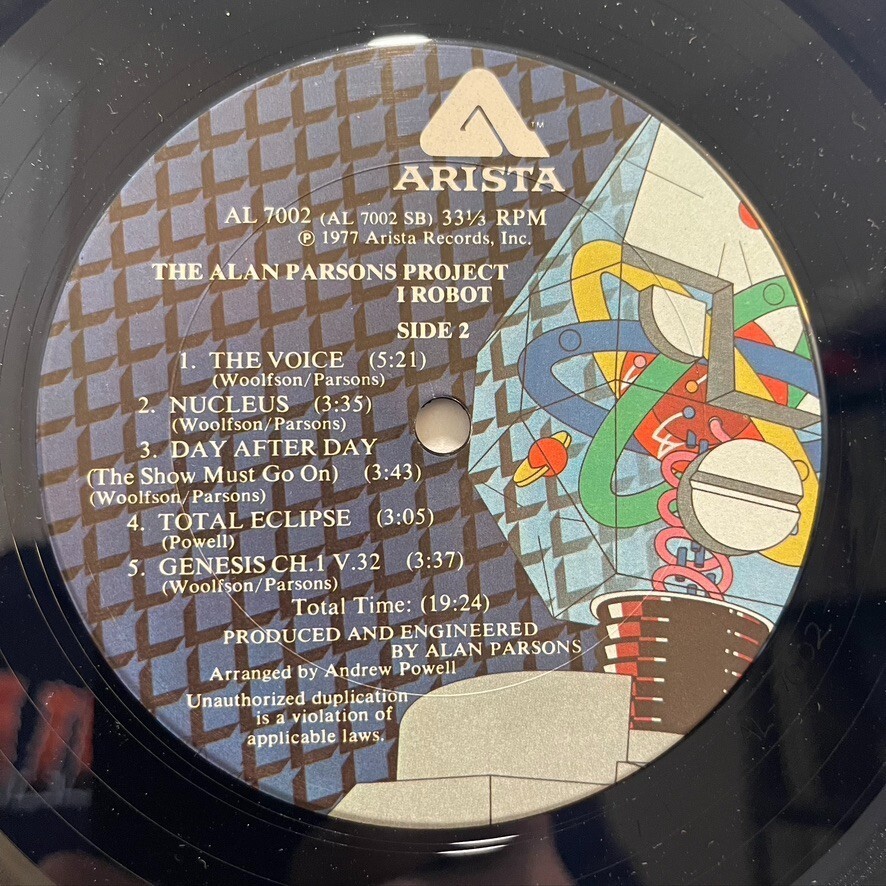 ™
ARISTA
AL 7002 (AL 7002 SB) 33⅓ RPM
℗ 1977 Arista Records, Inc.
THE ALAN PARSONS PROJECT
I ROBOT
SIDE 2
1. THE VOICE (5:21)
(Woolfson/Parsons)
2. NUCLEUS (3:35)
(Woolfson/Parsons)
3. DAY AFTER DAY
(The Show Must Go On) (3:43)
(Woolfson/Parsons)
4. TOTAL ECLIPSE (3:05)
(Powell)
5. GENESIS CH.1 V.32 (3:37)
(Woolfson/Parsons)
Total Time: (19:24)
PRODUCED AND ENGINEERED
BY ALAN PARSONS
Arranged by Andrew Powell
Unauthorized duplication
is a violation of
applicable laws.